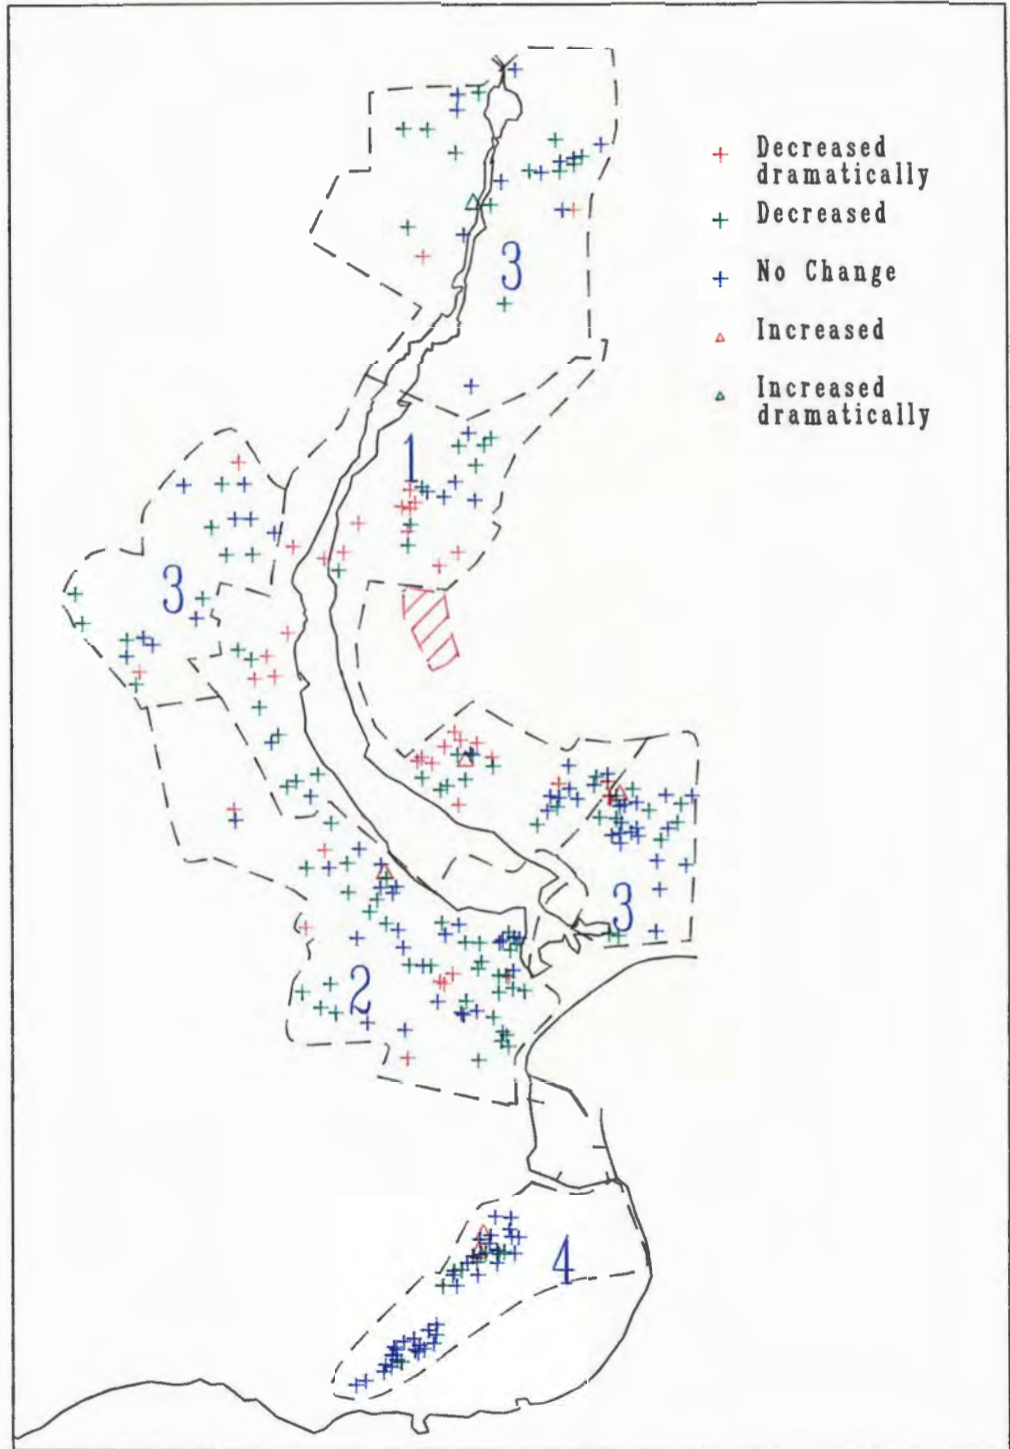 Decreased
dramatically
Decreased
No Change
Increased
Increased
dramatically
3
1
3
3
2
4